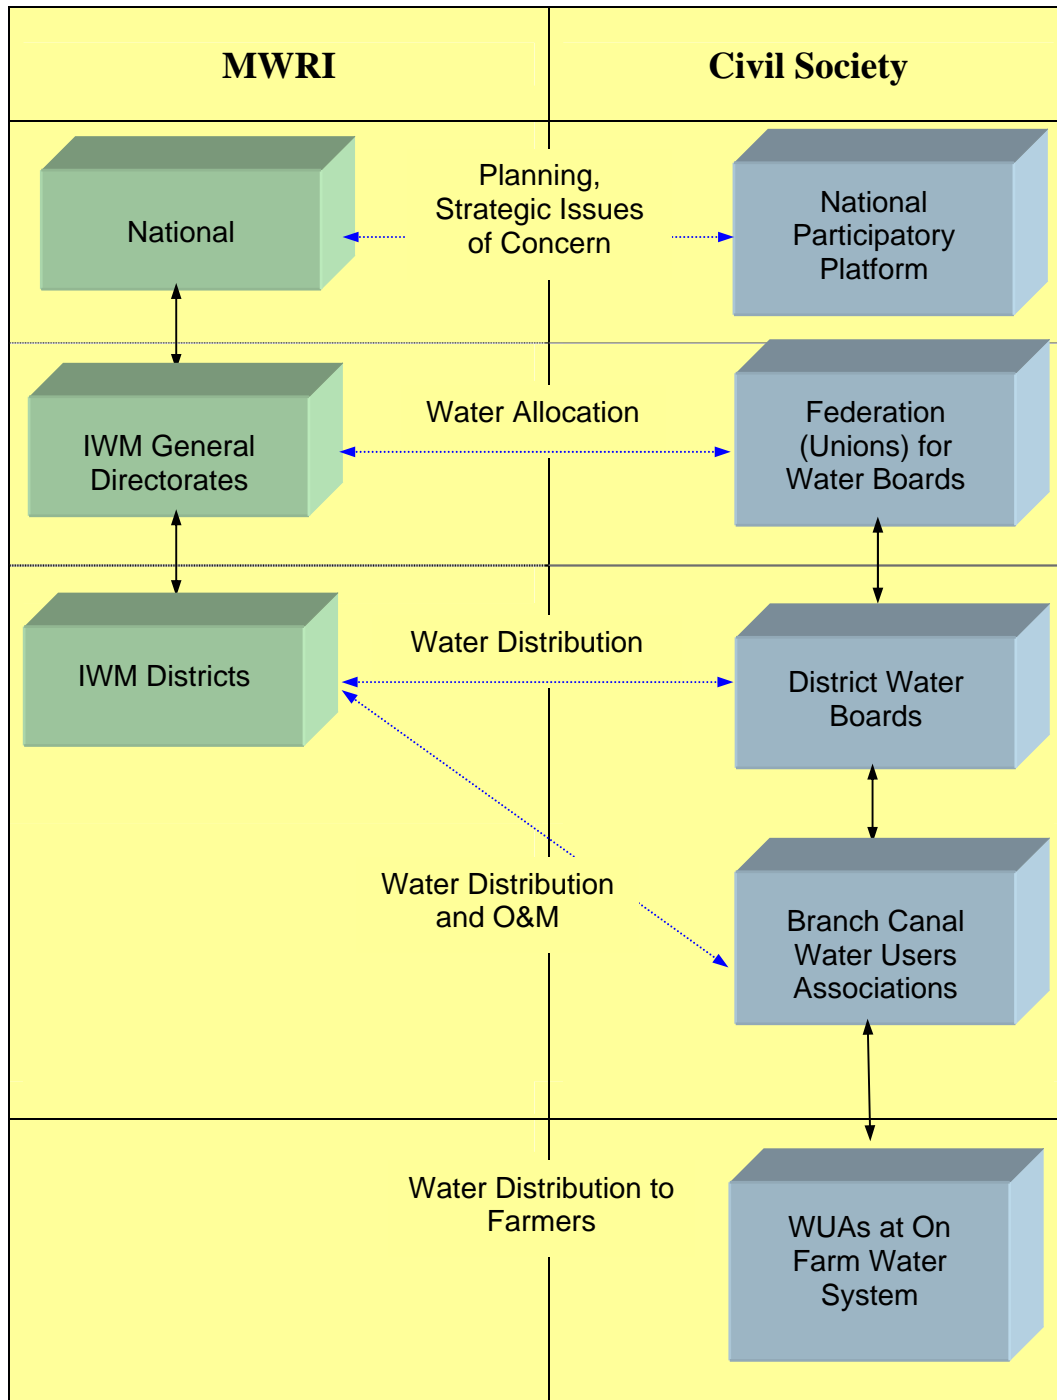 MWRI
Civil Society
Planning,
Strategic Issues
of Concern
National
National
Participatory
Platform
Water Allocation
IWM General
Directorates
Federation
(Unions) for
Water Boards
Water Distribution
IWM Districts
District Water
Boards
Water Distribution
and O&M
Branch Canal
Water Users
Associations
Water Distribution to
Farmers
WUAs at On
Farm Water
System